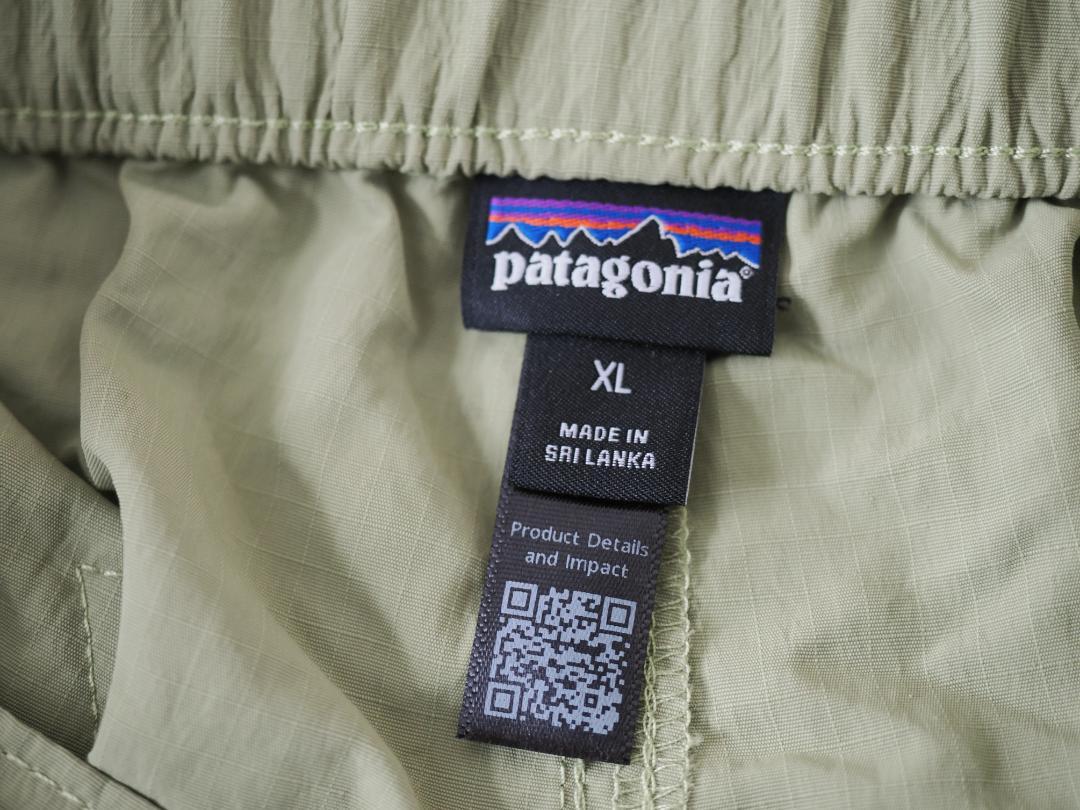 patagonia®
XL
MADE IN
SRI LANKA
Product Details
and Impact